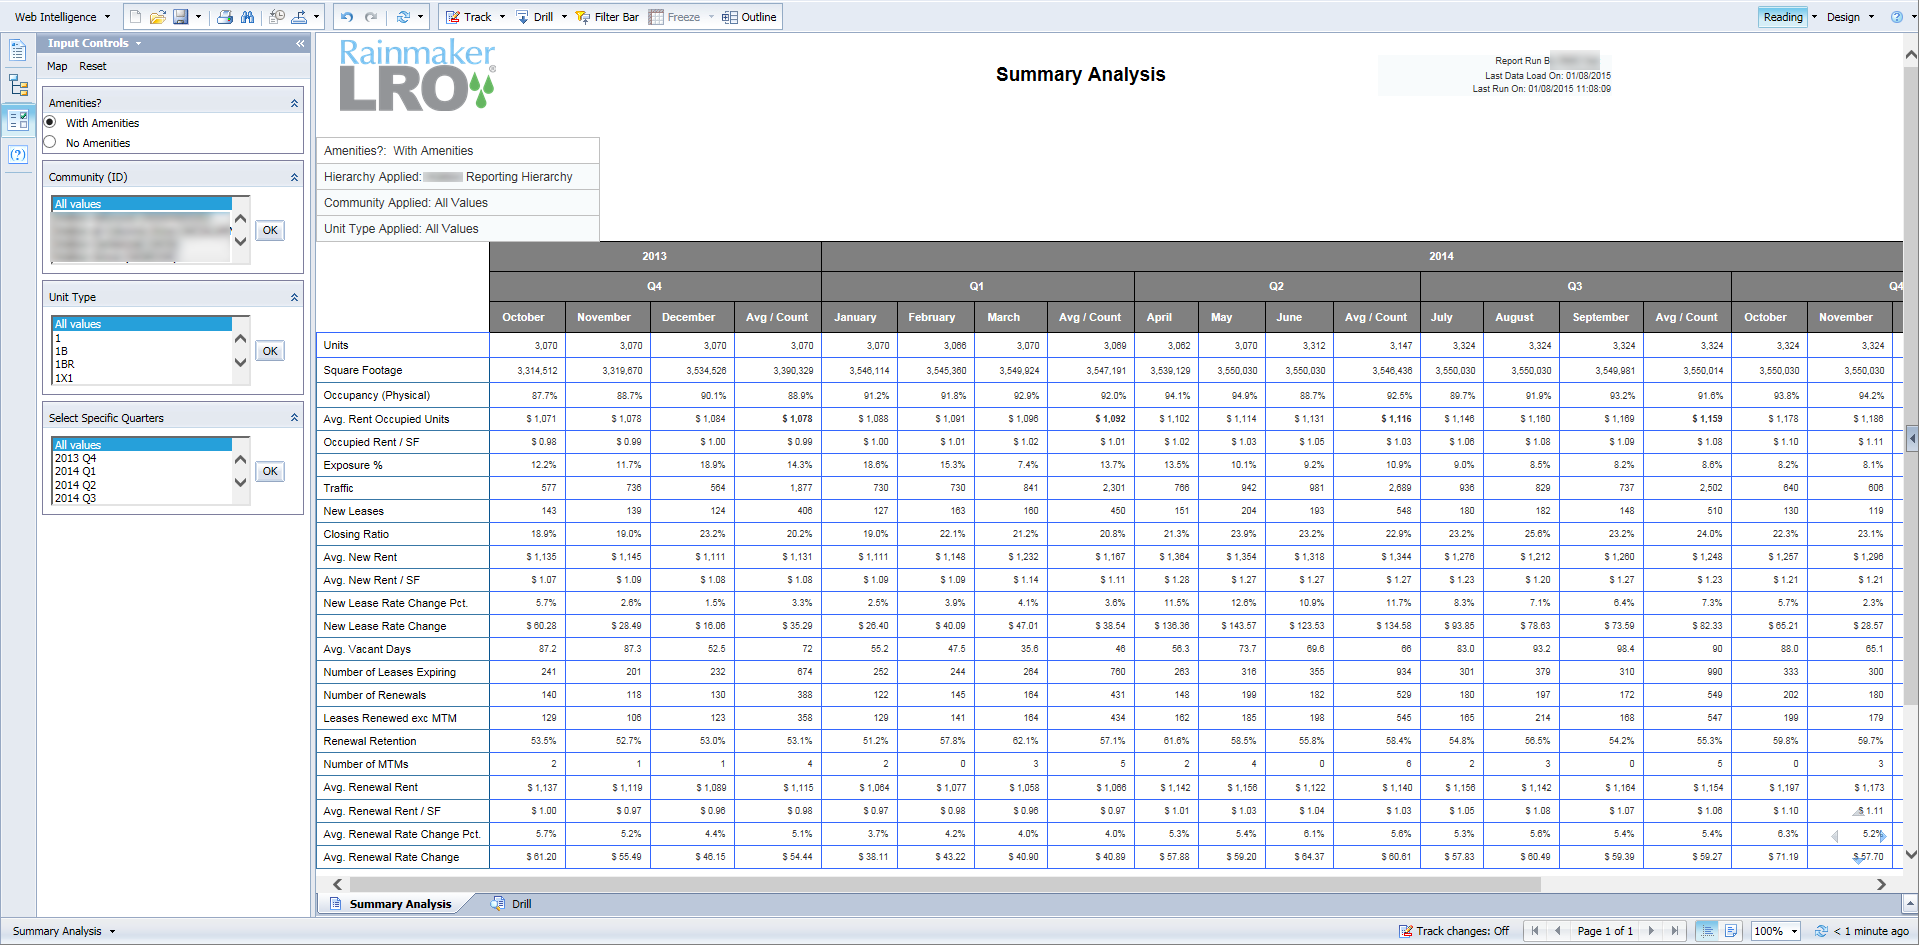 Web Intelligence Track Drill Filter Bar Freeze Outline Reading Design
Input Controls
Map Reset
Amenities?
With Amenities
No Amenities
Community (ID)
All values
OK
Unit Type
All values
1
1B
1BR
1X1
OK
Select Specific Quarters
All values
2013 Q4
2014 Q1
2014 Q2
2014 Q3
OK
Rainmaker
LRO®
Summary Analysis
Report Run B
Last Data Load On: 01/08/2015
Last Run On: 01/08/2015 11:08:09
Amenities?: With Amenities
Hierarchy Applied: Reporting Hierarchy
Community Applied: All Values
Unit Type Applied: All Values
2013 2014
Q4 Q1 Q2 Q3 Q4
October November December Avg / Count January February March Avg / Count April May June Avg / Count July August September Avg / Count October November
Units 3,070 3,070 3,070 3,070 3,070 3,066 3,070 3,069 3,062 3,070 3,312 3,147 3,324 3,324 3,324 3,324 3,324 3,324
Square Footage 3,314,512 3,319,670 3,534,526 3,390,329 3,546,114 3,545,360 3,549,924 3,547,191 3,539,129 3,550,030 3,550,030 3,546,436 3,550,030 3,550,030 3,549,981 3,550,014 3,550,030 3,550,030
Occupancy (Physical) 87.7% 88.7% 90.1% 88.9% 91.2% 91.8% 92.9% 92.0% 94.1% 94.9% 88.7% 92.5% 89.7% 91.9% 93.2% 91.6% 93.8% 94.2%
Avg. Rent Occupied Units $ 1,071 $ 1,078 $ 1,084 $ 1,078 $ 1,088 $ 1,091 $ 1,096 $ 1,092 $ 1,102 $ 1,114 $ 1,131 $ 1,116 $ 1,146 $ 1,160 $ 1,169 $ 1,159 $ 1,178 $ 1,186
Occupied Rent / SF $ 0.98 $ 0.99 $ 1.00 $ 0.99 $ 1.00 $ 1.01 $ 1.02 $ 1.01 $ 1.02 $ 1.03 $ 1.05 $ 1.03 $ 1.06 $ 1.08 $ 1.09 $ 1.08 $ 1.10 $ 1.11
Exposure % 12.2% 11.7% 18.9% 14.3% 18.6% 15.3% 7.4% 13.7% 13.5% 10.1% 9.2% 10.9% 9.0% 8.5% 8.2% 8.6% 8.2% 8.1%
Traffic 577 736 564 1,877 730 730 841 2,301 766 942 981 2,689 936 829 737 2,502 640 606
New Leases 143 139 124 406 127 163 160 450 151 204 193 548 180 182 148 510 130 119
Closing Ratio 18.9% 19.0% 23.2% 20.2% 19.0% 22.1% 21.2% 20.8% 21.3% 23.9% 23.2% 22.9% 23.2% 25.6% 23.2% 24.0% 22.3% 23.1%
Avg. New Rent $ 1,135 $ 1,145 $ 1,111 $ 1,131 $ 1,111 $ 1,148 $ 1,232 $ 1,167 $ 1,364 $ 1,354 $ 1,318 $ 1,344 $ 1,276 $ 1,212 $ 1,260 $ 1,248 $ 1,257 $ 1,296
Avg. New Rent / SF $ 1.07 $ 1.09 $ 1.08 $ 1.08 $ 1.09 $ 1.09 $ 1.14 $ 1.11 $ 1.28 $ 1.27 $ 1.27 $ 1.27 $ 1.23 $ 1.20 $ 1.27 $ 1.23 $ 1.21 $ 1.21
New Lease Rate Change Pct. 5.7% 2.6% 1.5% 3.3% 2.5% 3.9% 4.1% 3.6% 11.5% 12.6% 10.9% 11.7% 8.3% 7.1% 6.4% 7.3% 5.7% 2.3%
New Lease Rate Change $ 60.28 $ 28.49 $ 16.06 $ 35.29 $ 26.40 $ 40.09 $ 47.01 $ 38.54 $ 136.36 $ 143.57 $ 123.53 $ 134.58 $ 93.85 $ 78.63 $ 73.59 $ 82.33 $ 65.21 $ 28.57
Avg. Vacant Days 87.2 87.3 52.5 72 55.2 47.5 35.6 46 56.3 73.7 69.6 66 83.0 93.2 98.4 90 88.0 65.1
Number of Leases Expiring 241 201 232 674 252 244 264 760 263 316 355 934 301 379 310 990 333 300
Number of Renewals 140 118 130 388 122 145 164 431 148 199 182 529 180 197 172 549 202 180
Leases Renewed exc MTM 129 106 123 358 129 141 164 434 162 185 198 545 165 214 168 547 199 179
Renewal Retention 53.5% 52.7% 53.0% 53.1% 51.2% 57.8% 62.1% 57.1% 61.6% 58.5% 55.8% 58.4% 54.8% 56.5% 54.2% 55.3% 59.8% 59.7%
Number of MTMs 2 1 1 4 2 0 3 5 2 4 0 6 2 3 0 5 0 3
Avg. Renewal Rent $ 1,137 $ 1,119 $ 1,089 $ 1,115 $ 1,064 $ 1,077 $ 1,058 $ 1,066 $ 1,142 $ 1,156 $ 1,122 $ 1,140 $ 1,156 $ 1,142 $ 1,164 $ 1,154 $ 1,197 $ 1,173
Avg. Renewal Rent / SF $ 1.00 $ 0.97 $ 0.96 $ 0.98 $ 0.97 $ 0.98 $ 0.96 $ 0.97 $ 1.01 $ 1.03 $ 1.04 $ 1.03 $ 1.05 $ 1.08 $ 1.07 $ 1.06 $ 1.10 $ 1.11
Avg. Renewal Rate Change Pct. 5.7% 5.2% 4.4% 5.1% 3.7% 4.2% 4.0% 4.0% 5.3% 5.4% 6.1% 5.6% 5.3% 5.6% 5.4% 5.4% 6.3% 5.2%
Avg. Renewal Rate Change $ 61.20 $ 55.49 $ 46.15 $ 54.44 $ 38.11 $ 43.22 $ 40.90 $ 40.89 $ 57.88 $ 59.20 $ 64.37 $ 60.61 $ 57.83 $ 60.49 $ 59.39 $ 59.27 $ 71.19 $ 57.70
Summary Analysis Drill
Summary Analysis Track changes: Off Page 1 of 1 100% < 1 minute ago